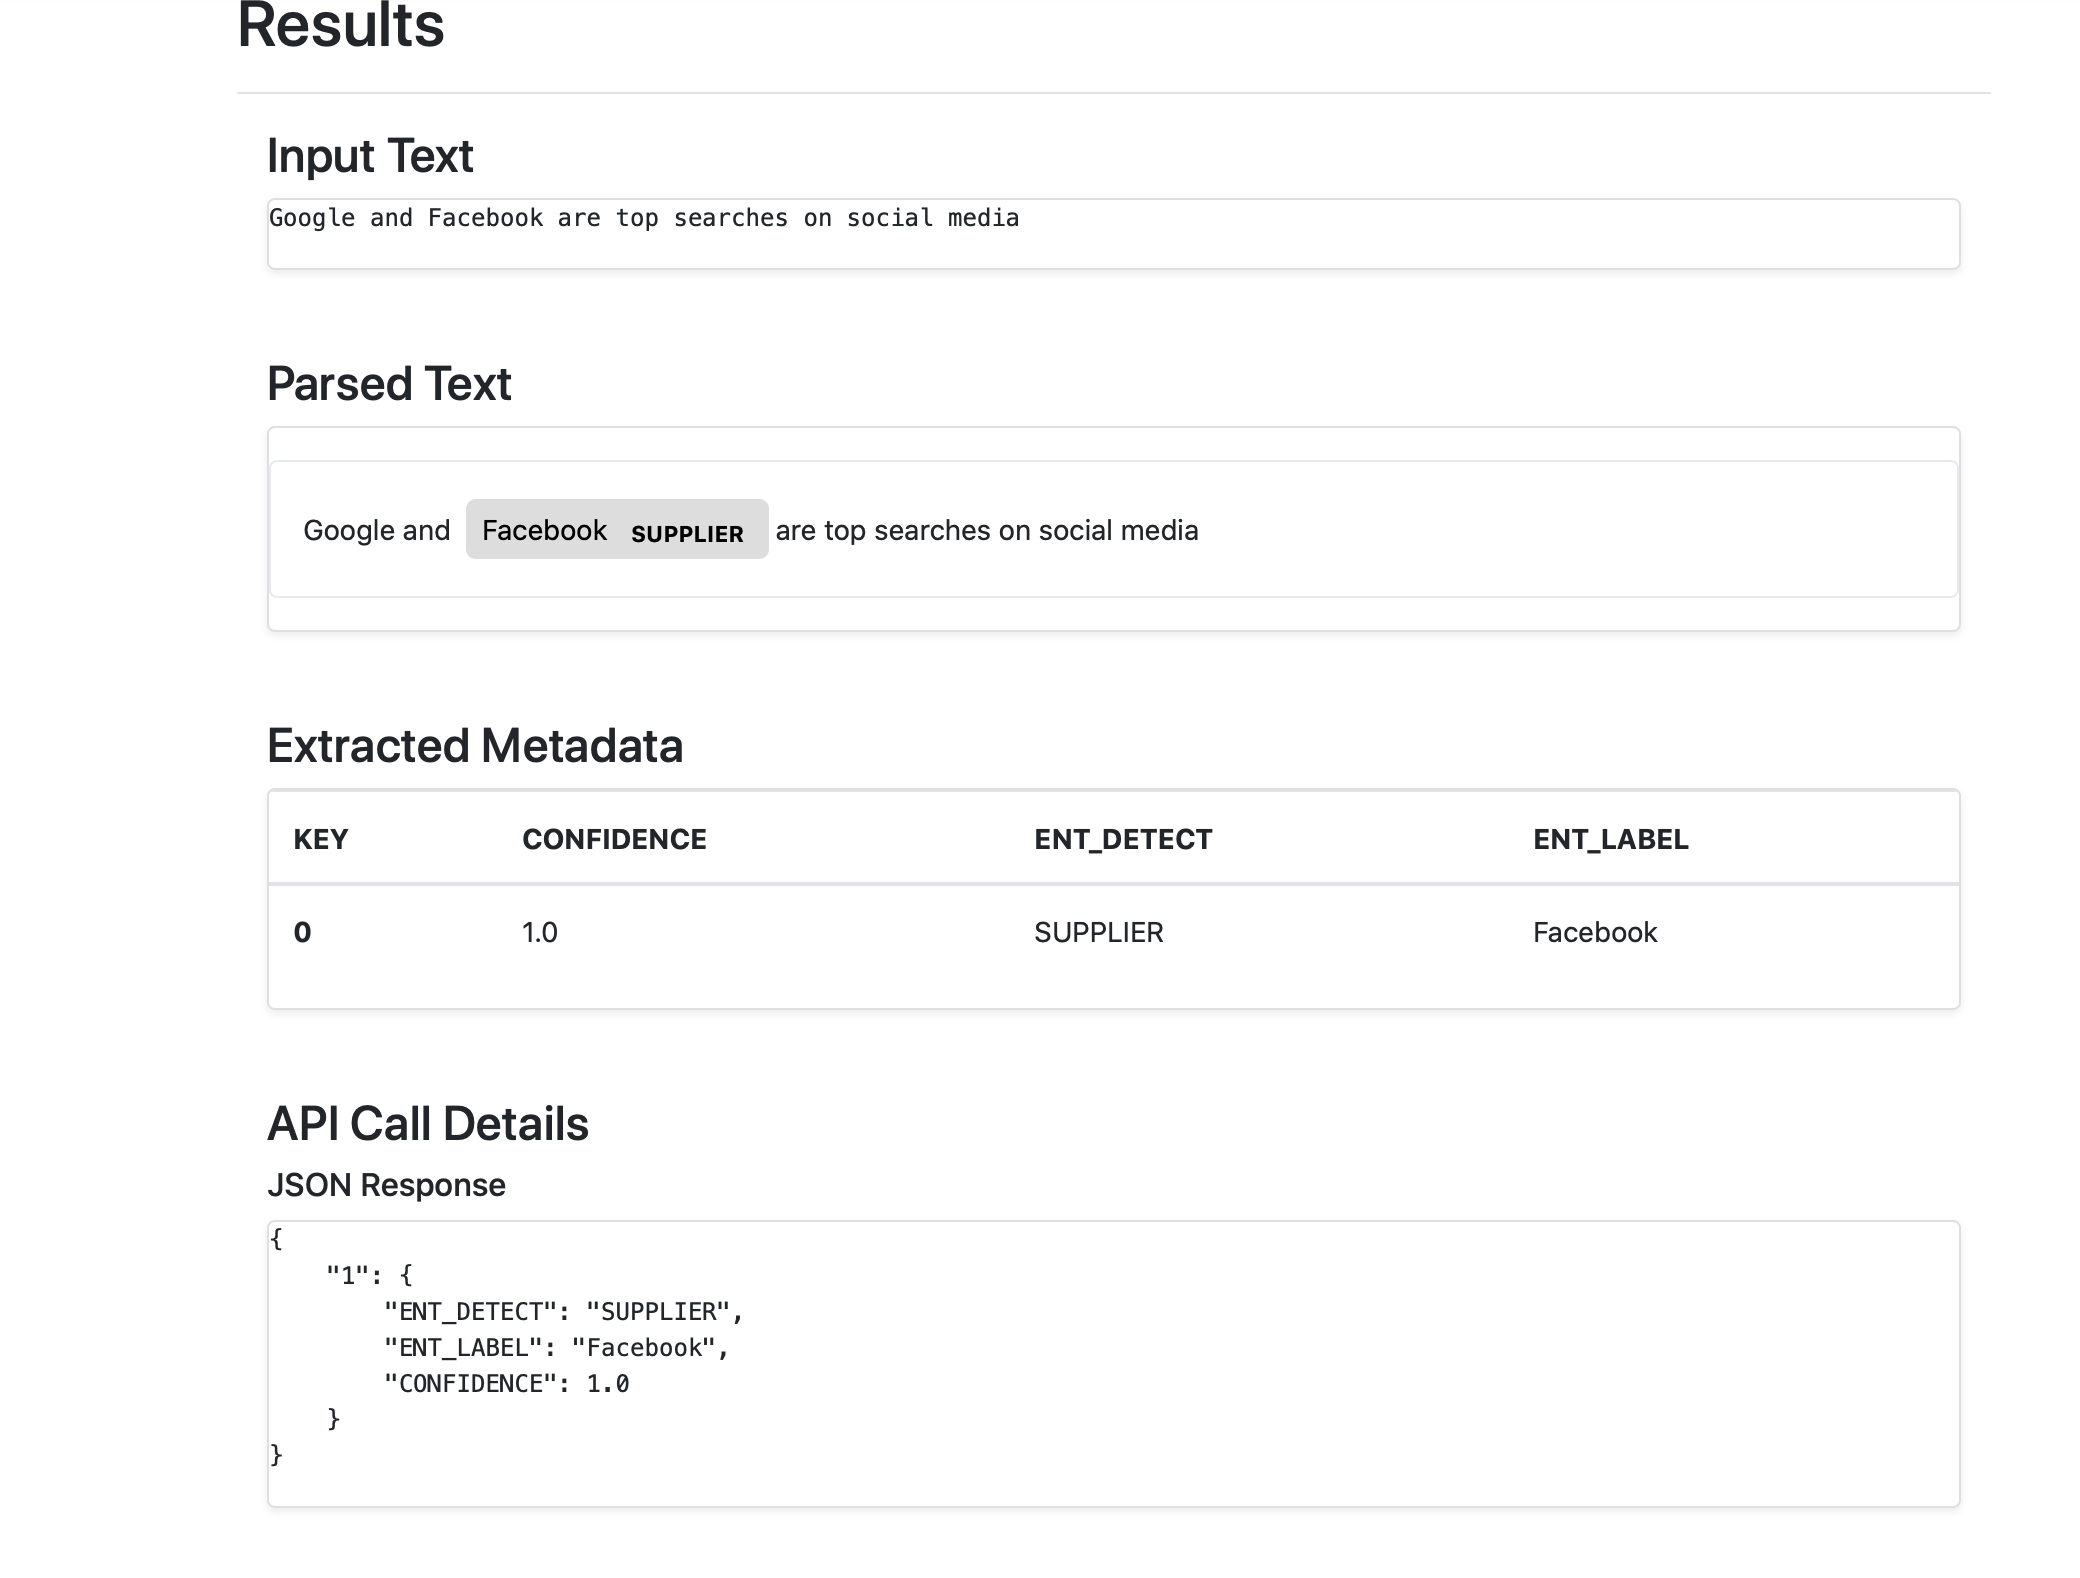 Results
Input Text
Google and Facebook are top searches on social media
Parsed Text
Google and Facebook SUPPLIER are top searches on social media
Extracted Metadata
KEY CONFIDENCE ENT_DETECT ENT_LABEL
0 1.0 SUPPLIER Facebook
API Call Details
JSON Response
{
    "1": {
        "ENT_DETECT": "SUPPLIER",
        "ENT_LABEL": "Facebook",
        "CONFIDENCE": 1.0
    }
}